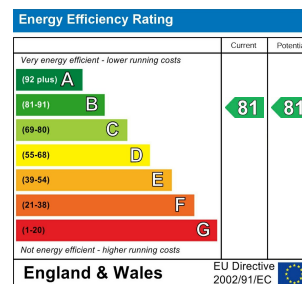 Energy Efficiency Rating
Current Potentia
Very energy efficient - lower running costs
(92 plus) A
(81-91) B 81 81
(69-80) C
(55-68) D
(39-54) E
(21-38) F
(1-20) G
Not energy efficient - higher running costs
England & Wales
EU Directive
2002/91/EC